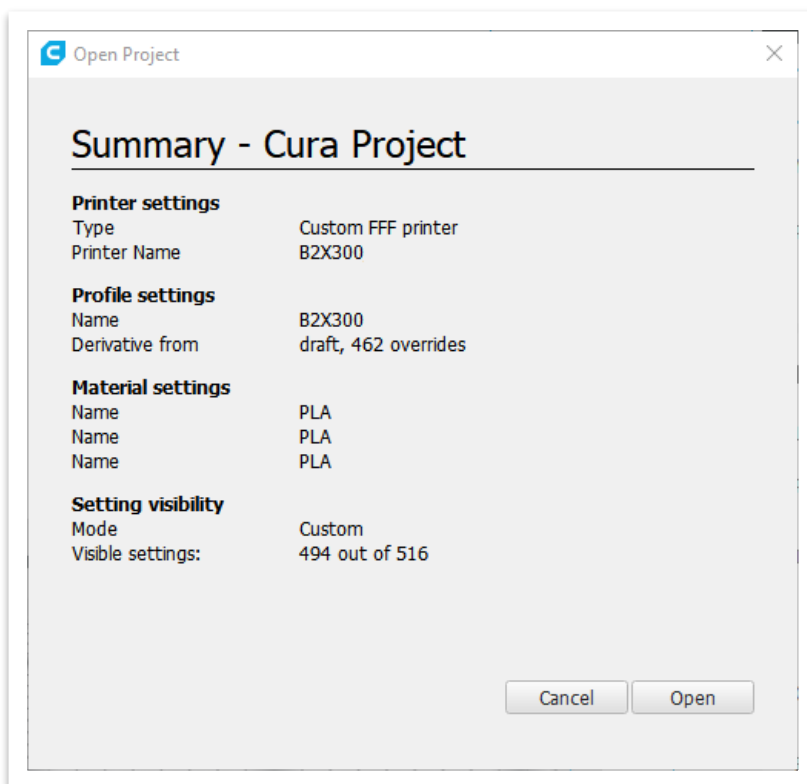 Open Project
Summary - Cura Project
Printer settings
Type Custom FFF printer
Printer Name B2X300
Profile settings
Name B2X300
Derivative from draft, 462 overrides
Material settings
Name PLA
Name PLA
Name PLA
Setting visibility
Mode Custom
Visible settings: 494 out of 516
Cancel Open